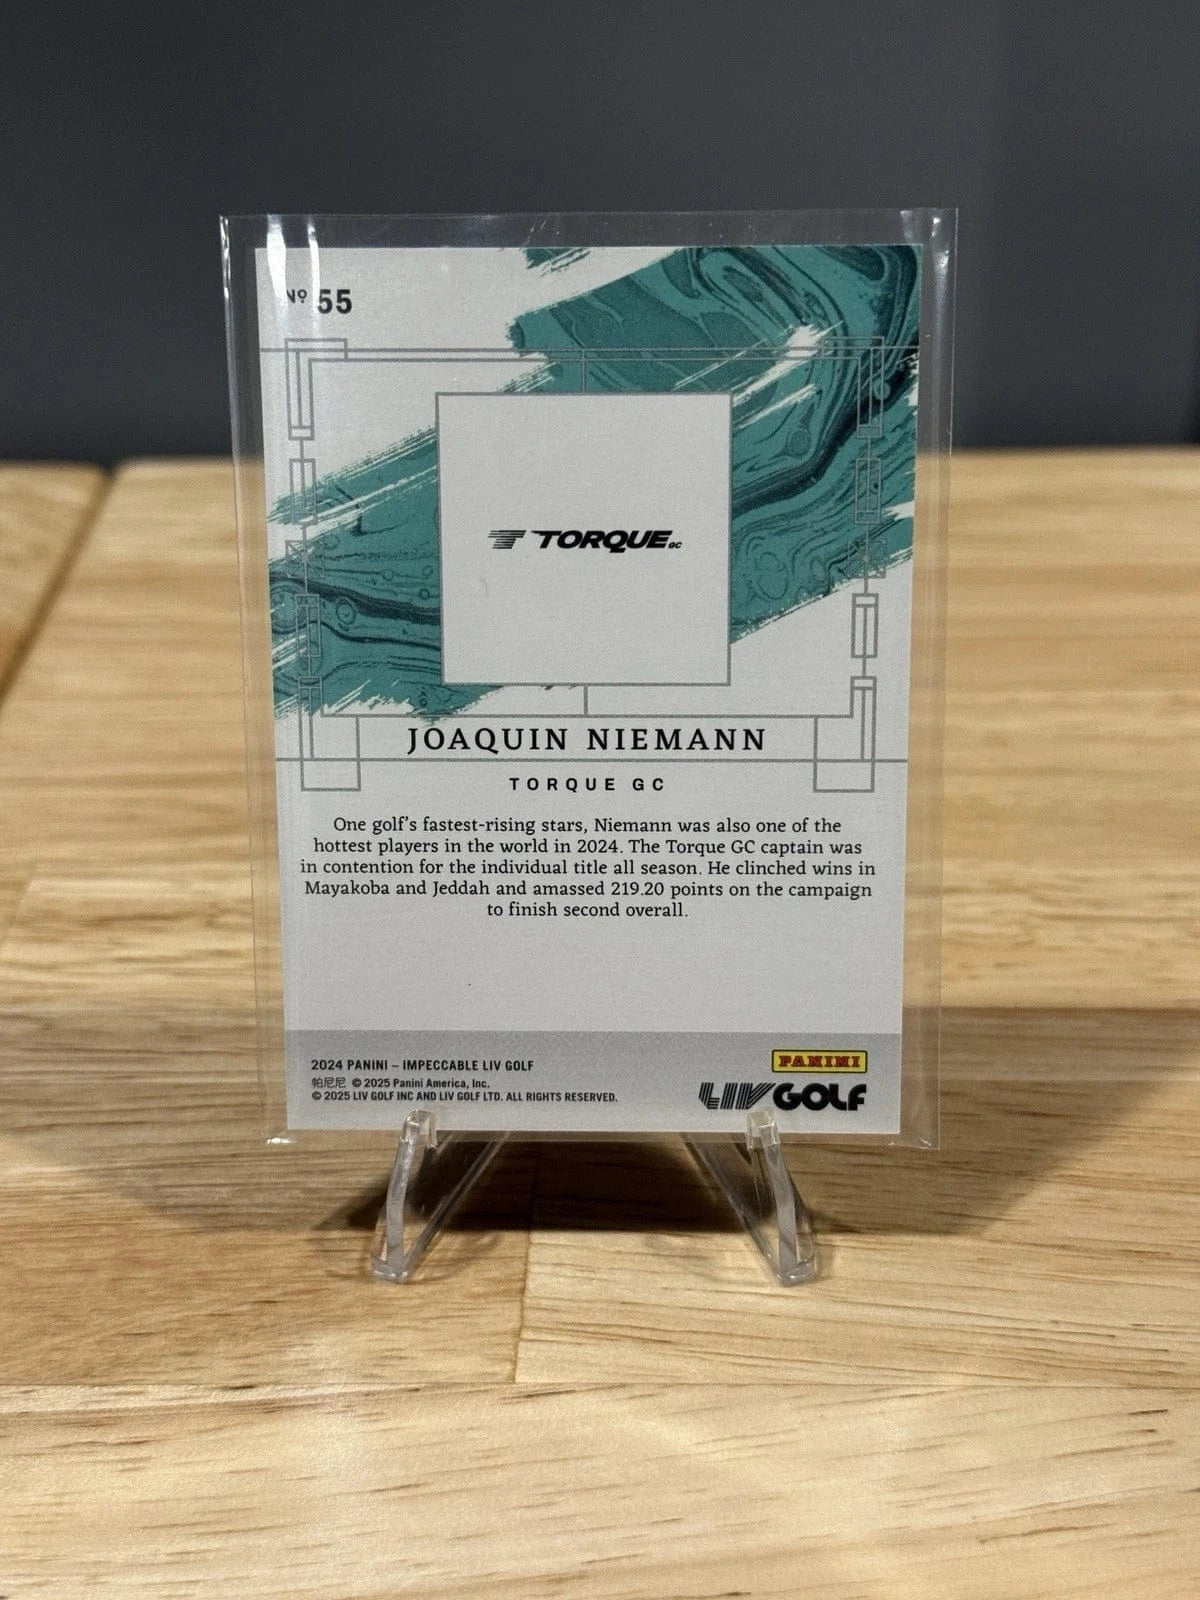 Nº 55
TORQUE GC
JOAQUIN NIEMANN
TORQUE GC
One golf's fastest-rising stars, Niemann was also one of the
hottest players in the world in 2024. The Torque GC captain was
in contention for the individual title all season. He clinched wins in
Mayakoba and Jeddah and amassed 219.20 points on the campaign
to finish second overall.
2024 PANINI – IMPECCABLE LIV GOLF
帕尼尼 © 2025 Panini America, Inc.
© 2025 LIV GOLF INC AND LIV GOLF LTD. ALL RIGHTS RESERVED.
PANINI
LIV GOLF